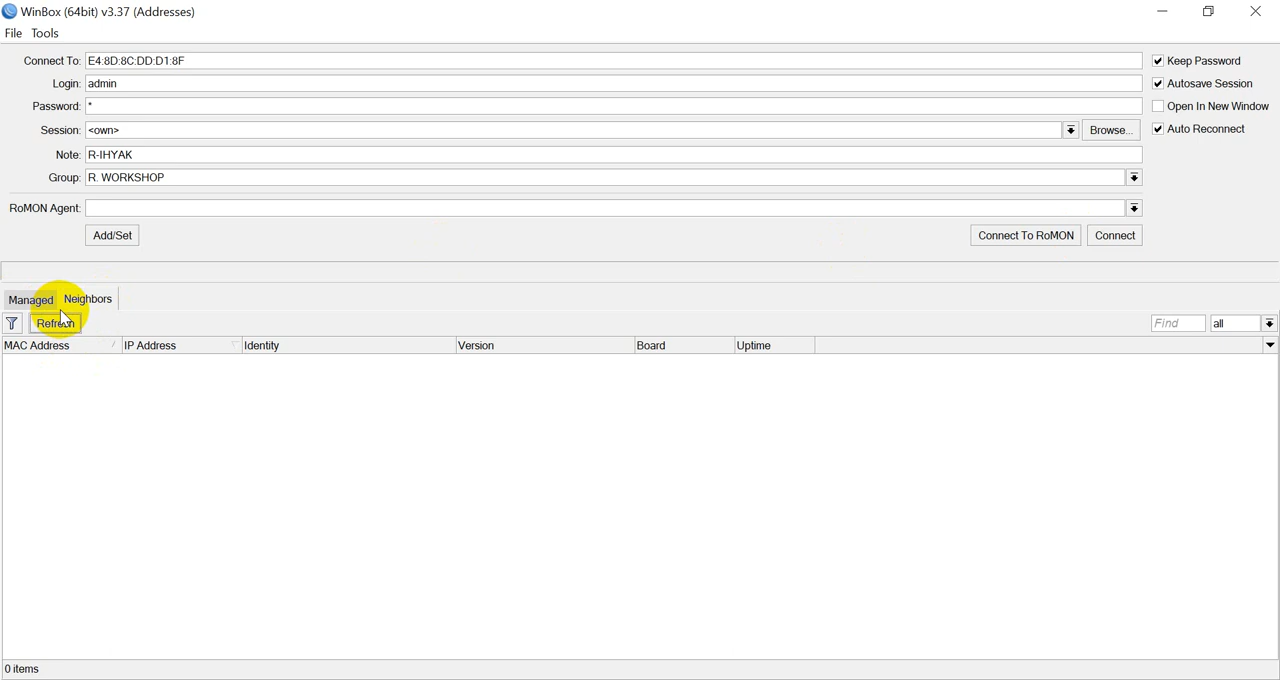 WinBox (64bit) v3.37 (Addresses)
File Tools
Connect To: E4:8D:8C:DD:D1:8F
Keep Password
Login: admin
Autosave Session
Password: *
Open In New Window
Session: <own>
Browse...
Auto Reconnect
Note: R-IHYAK
Group: R. WORKSHOP
RoMON Agent:
Add/Set
Connect To RoMON
Connect
Managed Neighbors
Refresh
Find
all
MAC Address IP Address Identity Version Board Uptime
0 items